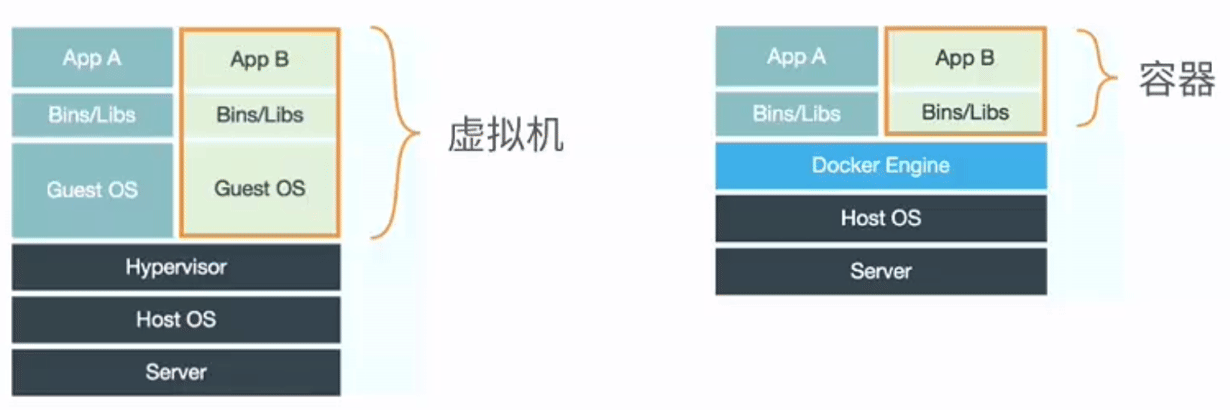 App A
App B
Bins/Libs
Bins/Libs
Guest OS
Guest OS
虚拟机
Hypervisor
Host OS
Server
App A
App B
Bins/Libs
Bins/Libs
容器
Docker Engine
Host OS
Server